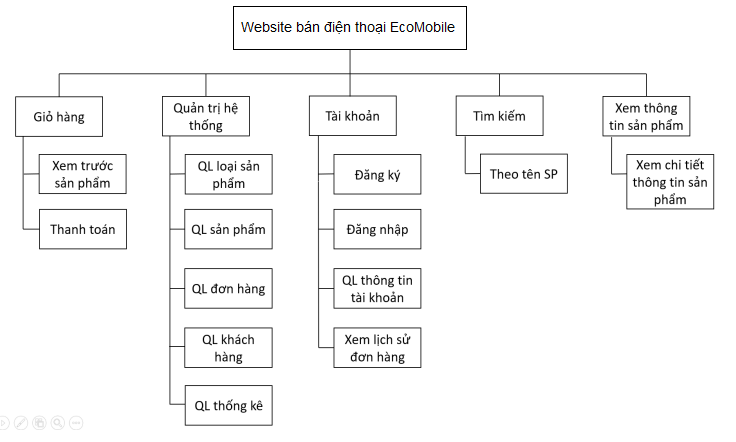 Website bán điện thoại EcoMobile
Giỏ hàng
Xem trước
sản phẩm
Thanh toán
Quản trị hệ
thống
QL loại sản
phẩm
QL sản phẩm
QL đơn hàng
QL khách
hàng
QL thống kê
Tài khoản
Đăng ký
Đăng nhập
QL thông tin
tài khoản
Xem lịch sử
đơn hàng
Tìm kiếm
Theo tên SP
Xem thông
tin sản phẩm
Xem chi tiết
thông tin sản
phẩm